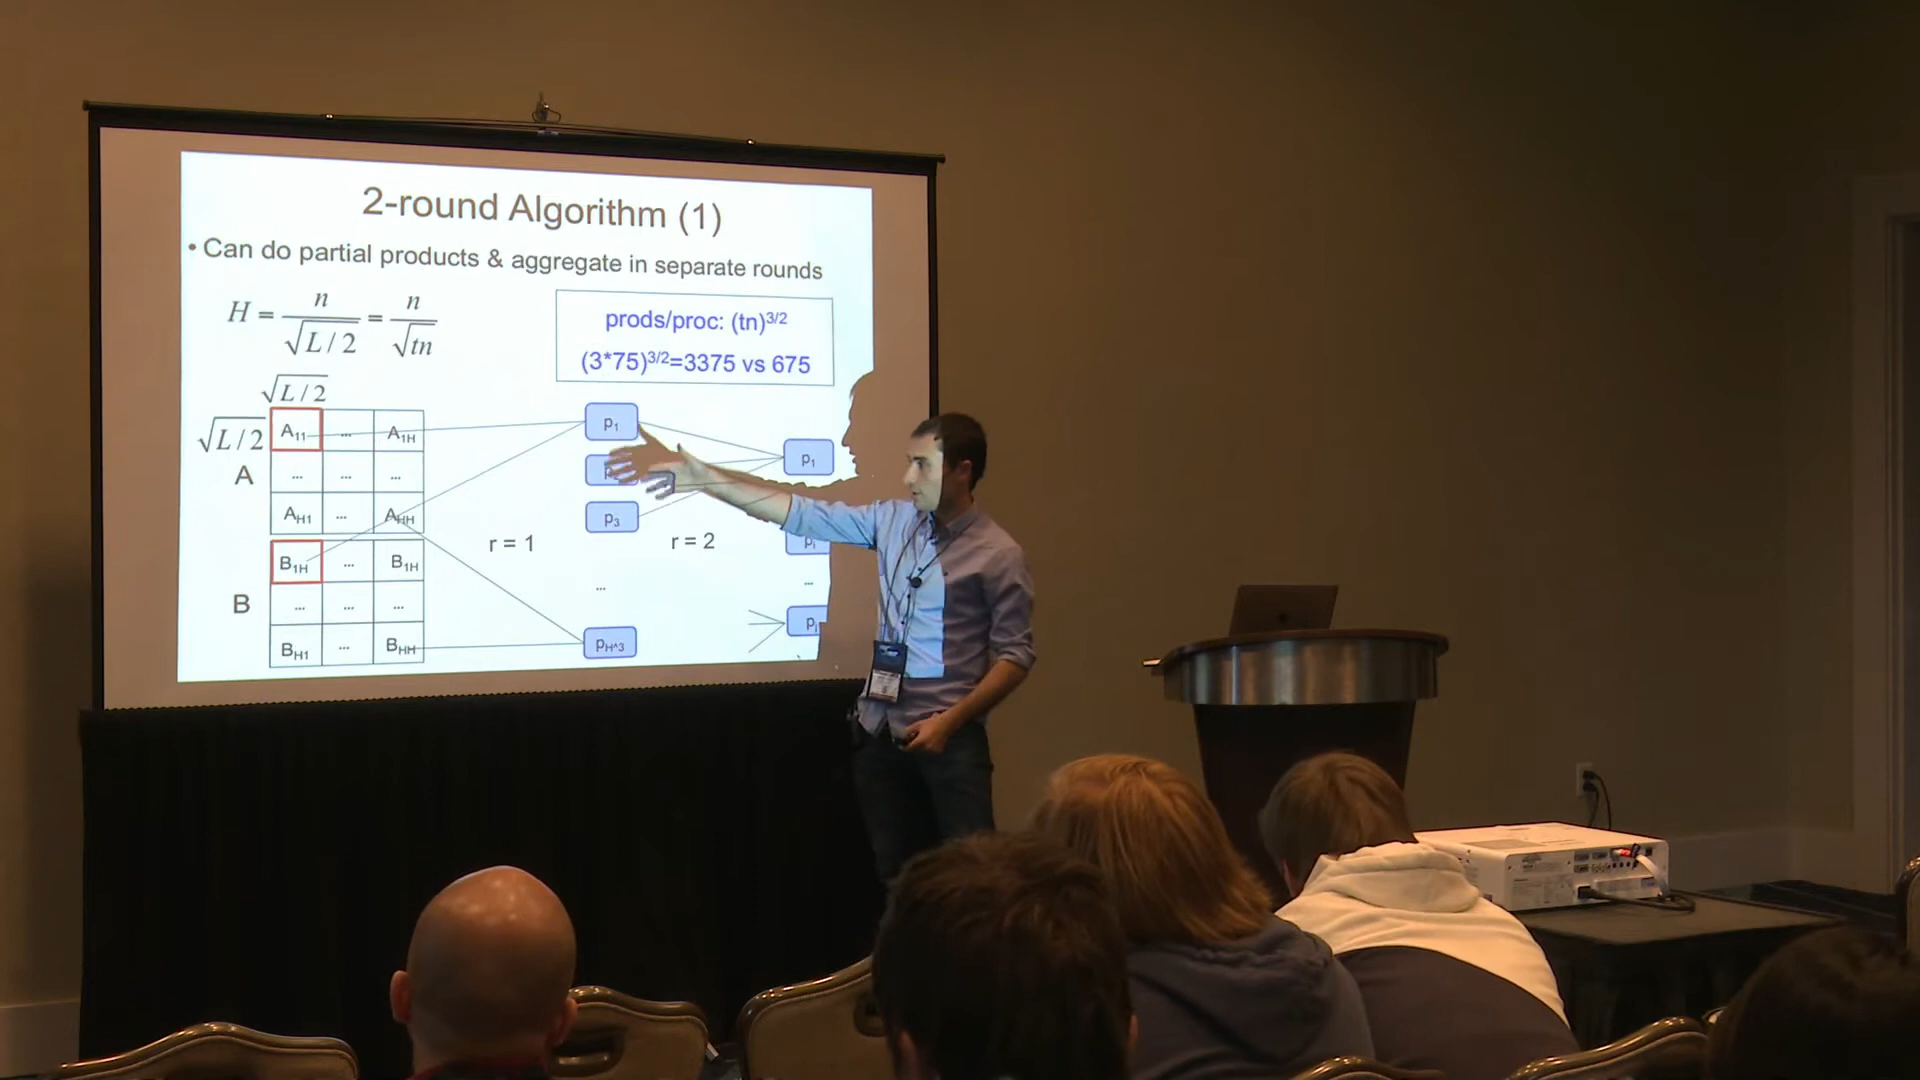 2-round Algorithm (1)
• Can do partial products & aggregate in separate rounds
H = n/√L/2 = n/√tn
prods/proc: (tn)^3/2
(3*75)^3/2=3375 vs 675
√L/2
√L/2
A11 ... A1H
A
... ... ...
AH1 ... AHH
B1H ... B1H
B
... ... ...
BH1 ... BHH
r = 1
p1
p3
...
pH^3
r = 2
p1
pi
...
pj